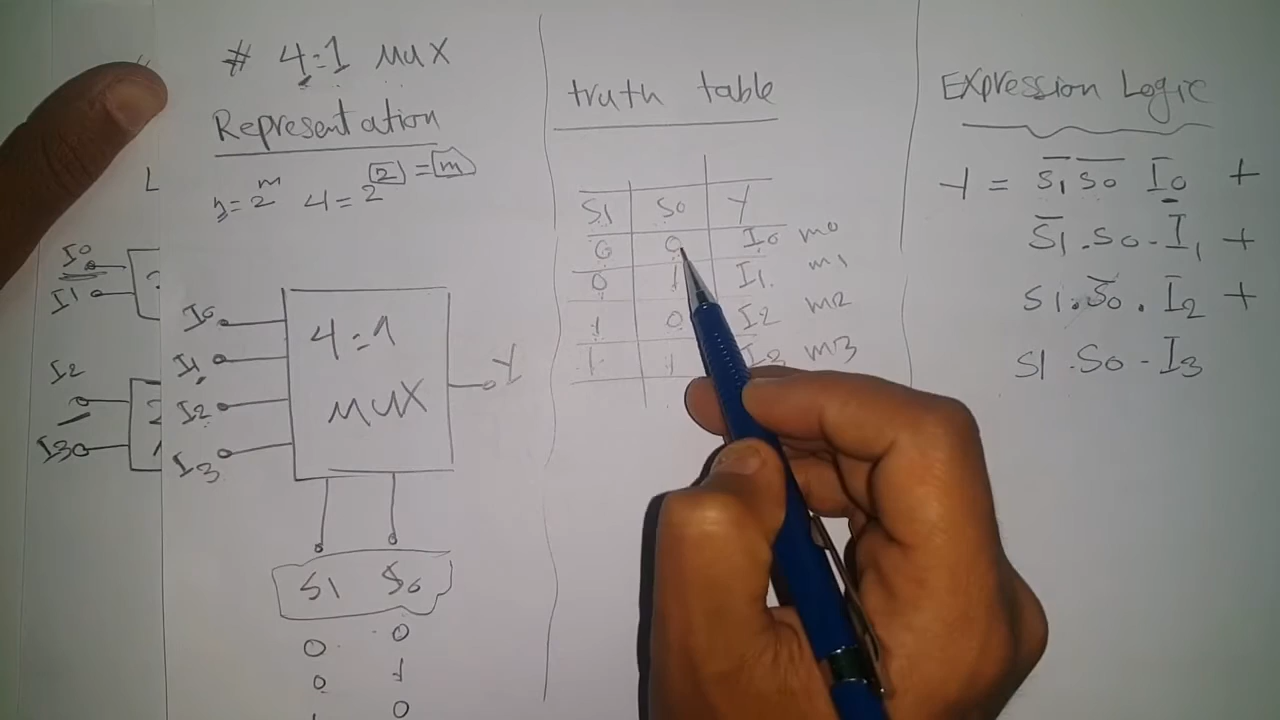 # 4:1 MUX
Representation
n = 2^m 4 = 2^2 = m
L
I0
I1
I2
I3
I0
I1
I2
I3
4:1
MUX
Y
S1 S0
0 0
0 1
0
truth table
S1 S0 Y
0 0 I0 m0
0 1 I1. m1
1 0 I2 m2
1 1 I3 m3
Expression Logic
Y = S̅1 S̅0 I0 +
S̅1 . S0 . I1 +
S1 . S̅0 . I2 +
S1 . S0 . I3